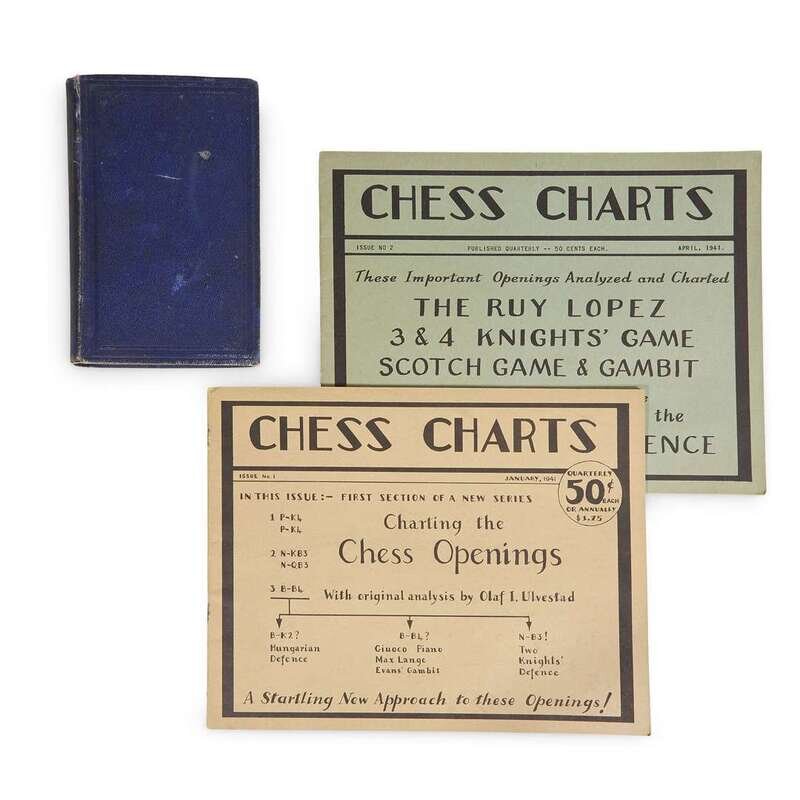 CHESS CHARTS
ISSUE NO 2 PUBLISHED QUARTERLY -- 50 CENTS EACH. APRIL, 1941.
These Important Openings Analyzed and Charted
THE RUY LOPEZ
3 & 4 KNIGHTS' GAME
SCOTCH GAME & GAMBIT
the
ENCE
CHESS CHARTS
ISSUE No. 1 JANUARY, 1941
QUARTERLY
50¢ EACH
OR ANNUALLY
$1.75
IN THIS ISSUE:- FIRST SECTION OF A NEW SERIES
1 P-K4
P-K4
Charting the
2 N-KB3
N-QB3
Chess Openings
3 B-B4
With original analysis by Olaf I. Ulvestad
B-K2? B-B4? N-B3!
Hungarian Giuoco Piano Two
Defence Max Lange Knights'
Evans' Gambit Defence
A Startling New Approach to these Openings!